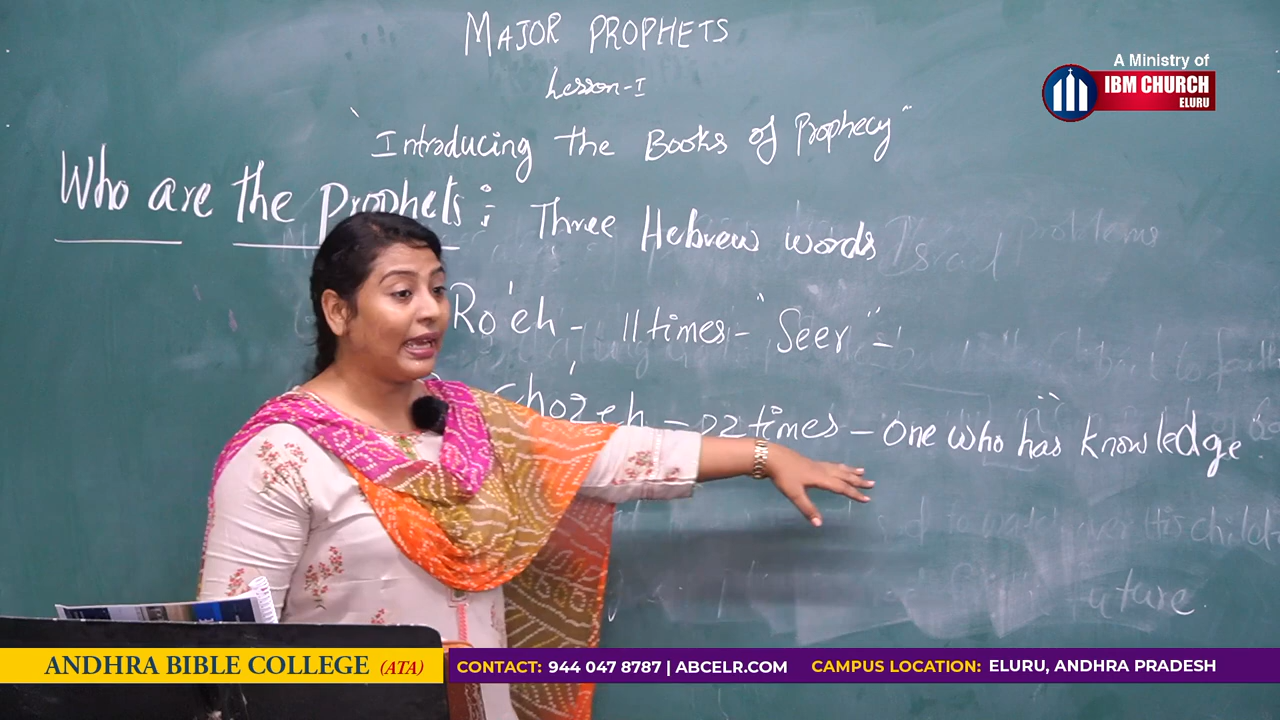 MAJOR PROPHETS
Lesson-I
"Introducing the Books of Prophecy"
Who are the prophets: Three Hebrew words
Ro'eh - 11 times - "Seer" -
chozeh - 22 times - one who has knowledge
future.
A Ministry of
IBM CHURCH
ELURU
ANDHRA BIBLE COLLEGE (ATA)
CONTACT: 944 047 8787 | ABCELR.COM CAMPUS LOCATION: ELURU, ANDHRA PRADESH